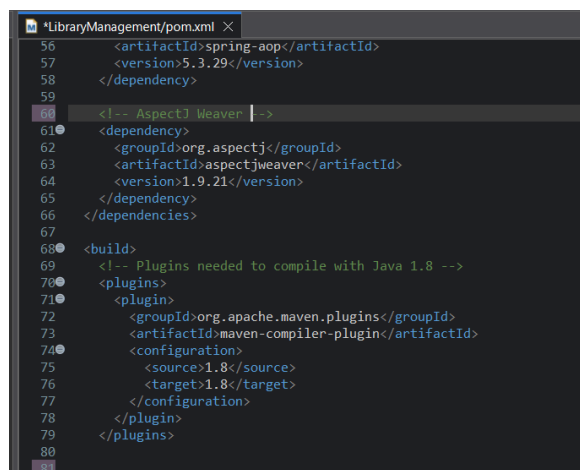 *LibraryManagement/pom.xml
56 <artifactId>spring-aop</artifactId>
57 <version>5.3.29</version>
58 </dependency>
59
60 <!-- AspectJ Weaver -->
61 <dependency>
62 <groupId>org.aspectj</groupId>
63 <artifactId>aspectjweaver</artifactId>
64 <version>1.9.21</version>
65 </dependency>
66 </dependencies>
67
68 <build>
69 <!-- Plugins needed to compile with Java 1.8 -->
70 <plugins>
71 <plugin>
72 <groupId>org.apache.maven.plugins</groupId>
73 <artifactId>maven-compiler-plugin</artifactId>
74 <configuration>
75 <source>1.8</source>
76 <target>1.8</target>
77 </configuration>
78 </plugin>
79 </plugins>
80
81